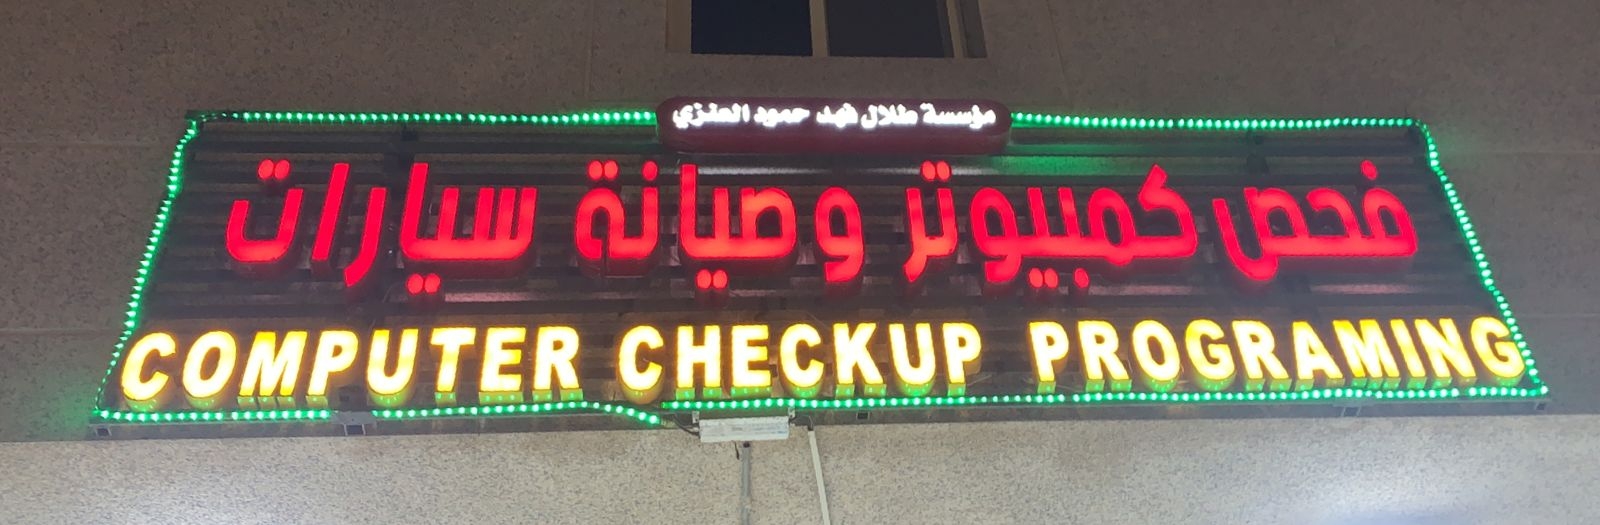 مؤسسة طلال فهد حمود العنزي
فحص كمبيوتر وصيانة سيارات
COMPUTER CHECKUP PROGRAMING